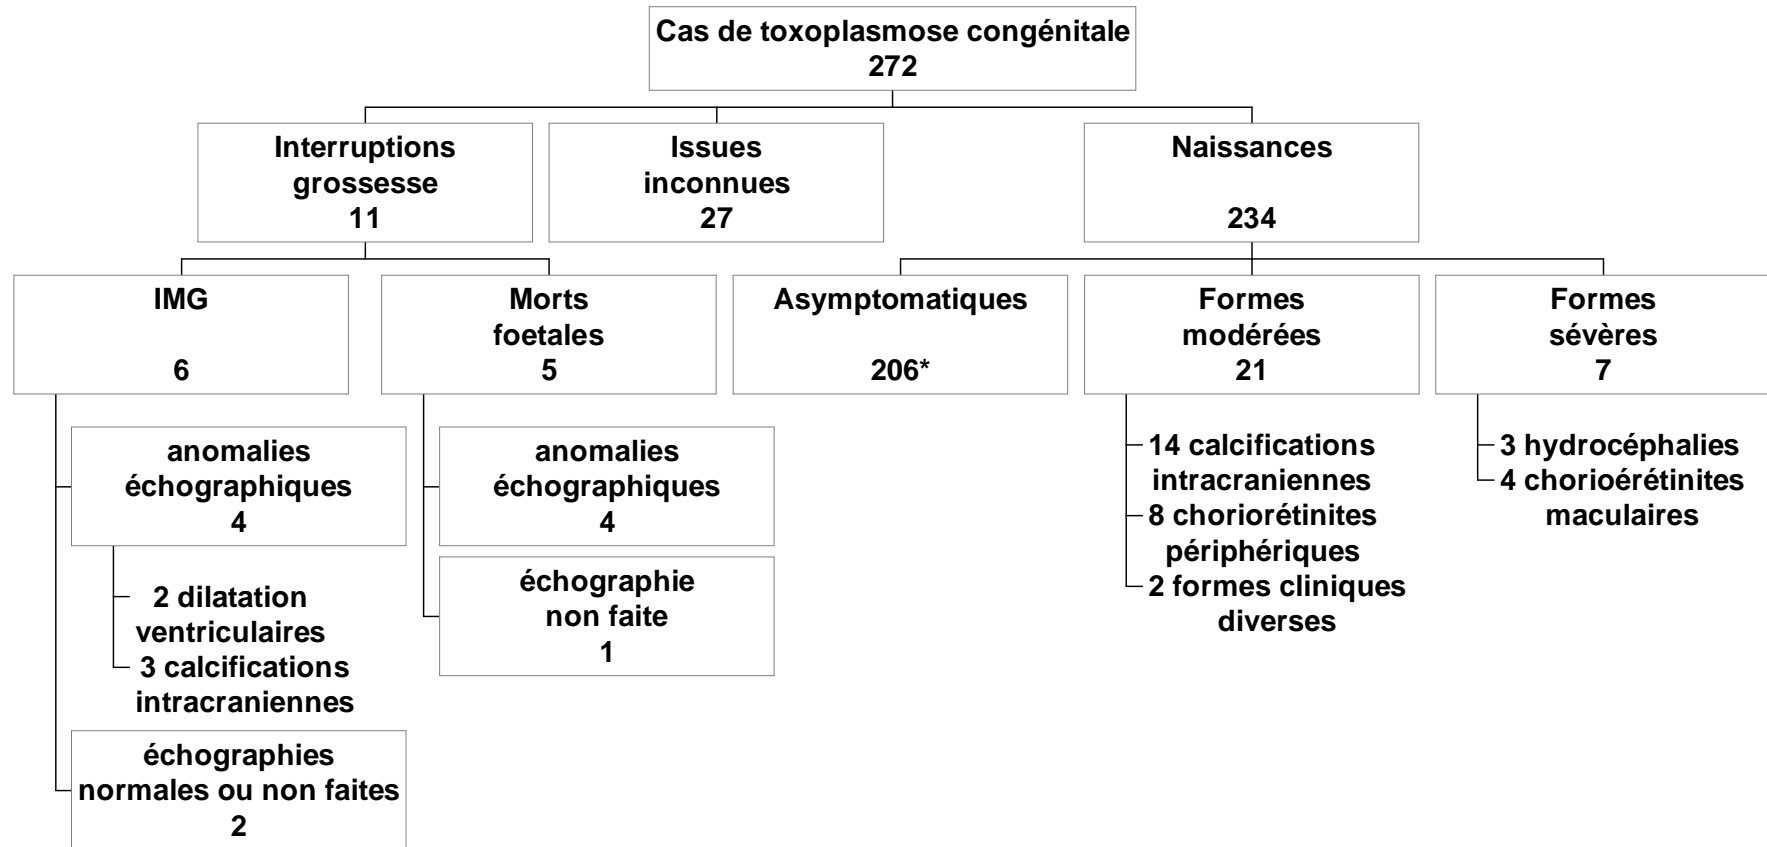 Cas de toxoplasmose congénitale
272
Interruptions
grossesse
11
Issues
inconnues
27
Naissances
234
IMG
6
Morts
foetales
5
Asymptomatiques
206*
Formes
modérées
21
Formes
sévères
7
anomalies
échographiques
4
2 dilatation
ventriculaires
3 calcifications
intracraniennes
échographies
normales ou non faites
2
anomalies
échographiques
4
échographie
non faite
1
14 calcifications
intracraniennes
8 choriorétinites
périphériques
2 formes cliniques
diverses
3 hydrocéphalies
4 chorioérétinites
maculaires